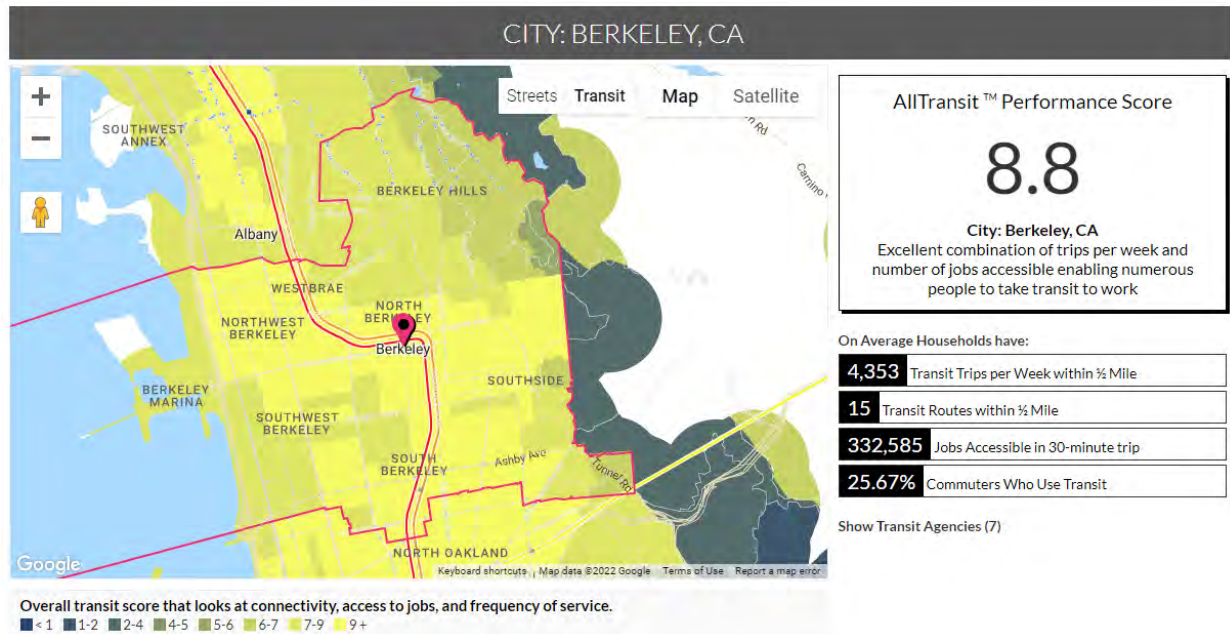 CITY: BERKELEY, CA
+
−
Streets Transit Map Satellite
SOUTHWEST
ANNEX
BERKELEY HILLS
Camino
Albany
WESTBRAE
NORTH
BERKELEY
NORTHWEST
BERKELEY
Berkeley
BERKELEY
MARINA
SOUTHSIDE
SOUTHWEST
BERKELEY
SOUTH
BERKELEY
Ashby Ave
Tunnel Rd
NORTH OAKLAND
Google
Keyboard shortcuts Map data ©2022 Google Terms of Use Report a map error
Overall transit score that looks at connectivity, access to jobs, and frequency of service.
< 1 1-2 2-4 4-5 5-6 6-7 7-9 9 +
AllTransit ™ Performance Score
8.8
City: Berkeley, CA
Excellent combination of trips per week and
number of jobs accessible enabling numerous
people to take transit to work
On Average Households have:
4,353 Transit Trips per Week within ½ Mile
15 Transit Routes within ½ Mile
332,585 Jobs Accessible in 30-minute trip
25.67% Commuters Who Use Transit
Show Transit Agencies (7)